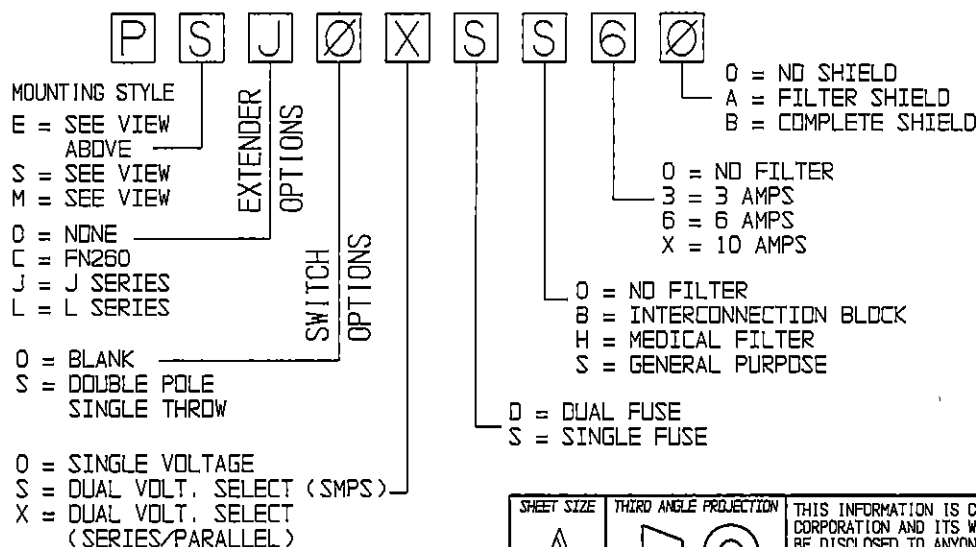 P S J Ø X S S 6 Ø
MOUNTING STYLE
E = SEE VIEW
ABOVE
S = SEE VIEW
M = SEE VIEW
EXTENDER
OPTIONS
0 = NONE
C = FN260
J = J SERIES
L = L SERIES
SWITCH
OPTIONS
0 = BLANK
S = DOUBLE POLE
SINGLE THROW
0 = SINGLE VOLTAGE
S = DUAL VOLT. SELECT (SMPS)
X = DUAL VOLT. SELECT
(SERIES/PARALLEL)
0 = NO SHIELD
A = FILTER SHIELD
B = COMPLETE SHIELD
0 = NO FILTER
3 = 3 AMPS
6 = 6 AMPS
X = 10 AMPS
0 = NO FILTER
B = INTERCONNECTION BLOCK
H = MEDICAL FILTER
S = GENERAL PURPOSE
D = DUAL FUSE
S = SINGLE FUSE
SHEET SIZE
A
THIRD ANGLE PROJECTION
THIS INFORMATION IS C
CORPORATION AND ITS W
BE DISCLOSED TO ANYON